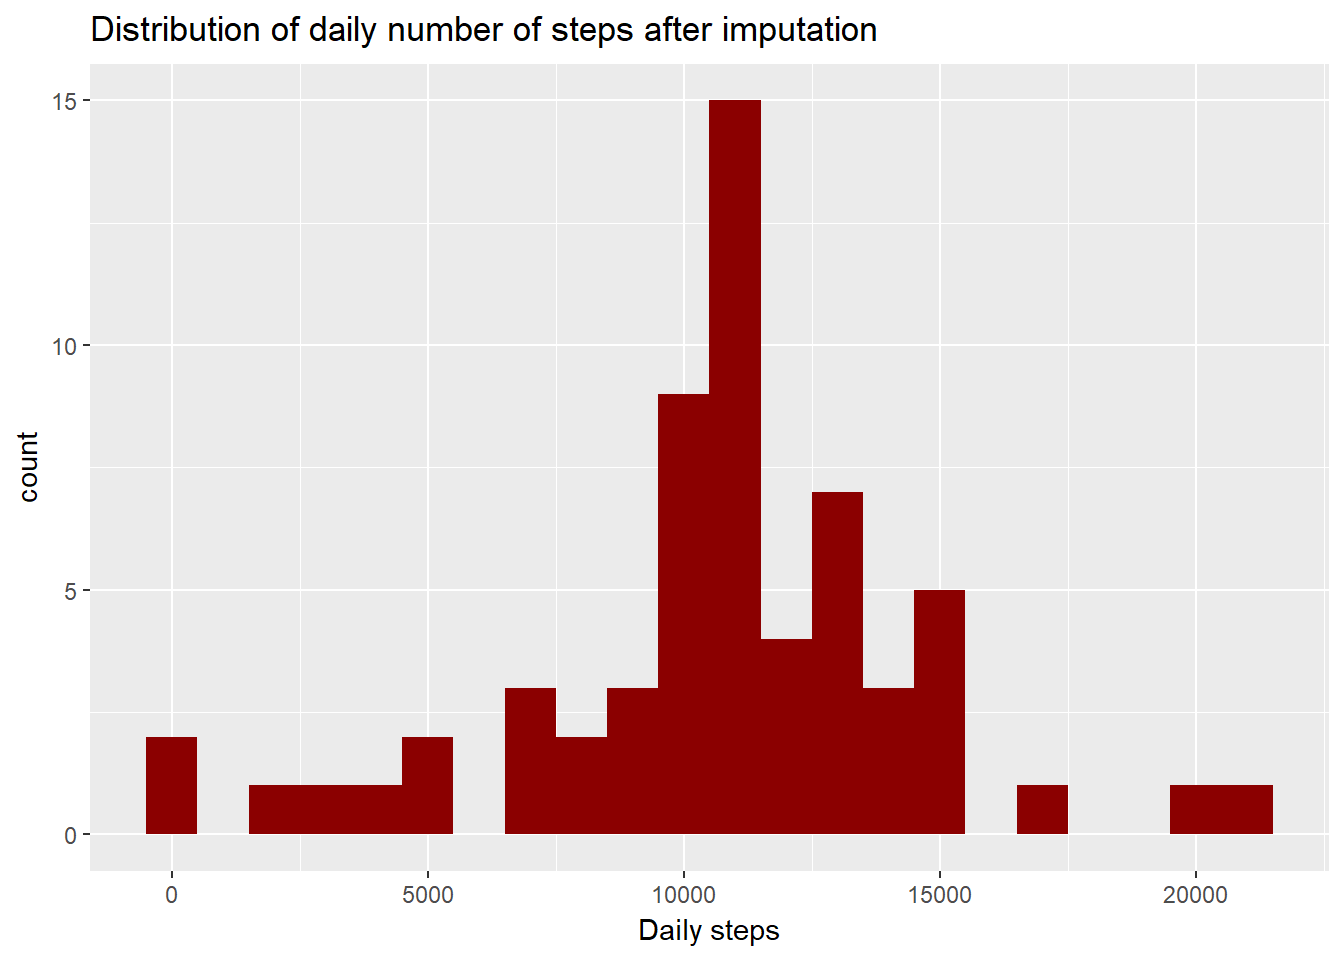 Distribution of daily number of steps after imputation
15
10
5
0
count
0 5000 10000 15000 20000
Daily steps